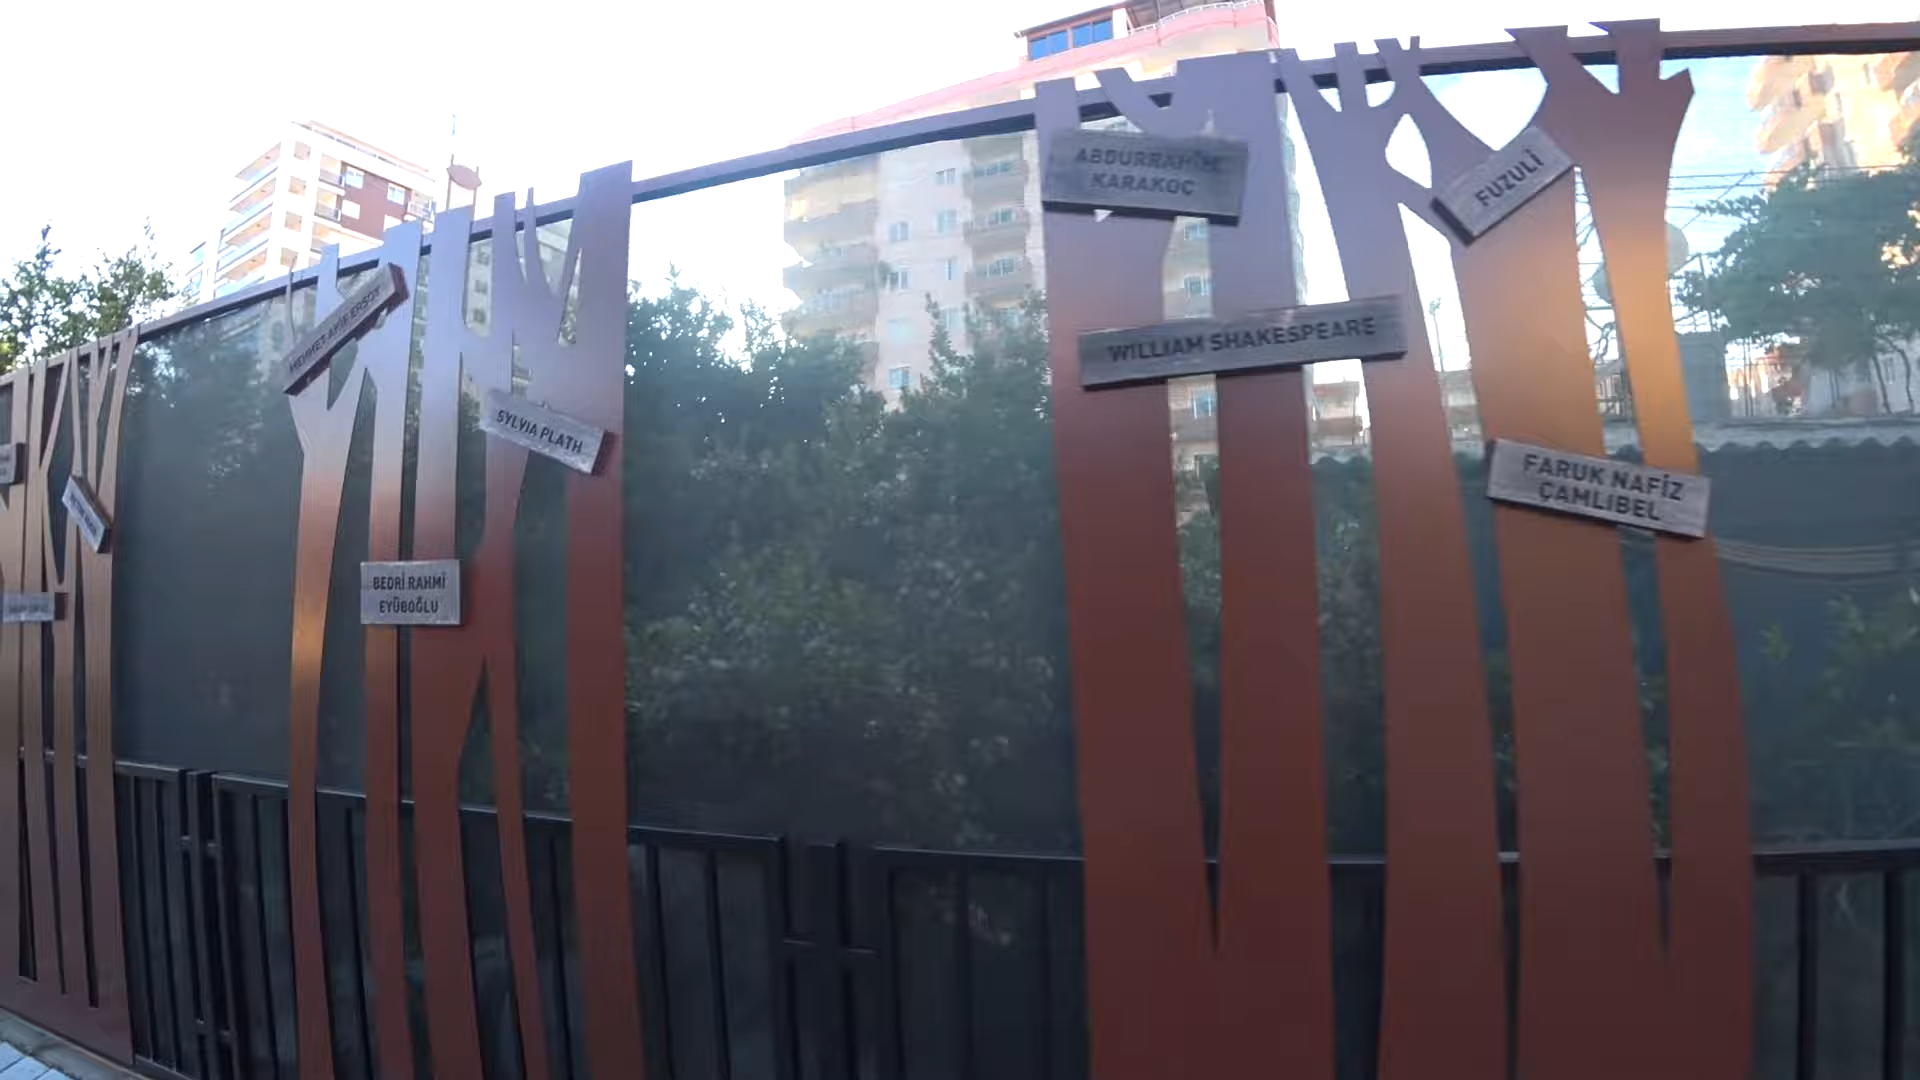 MEHMET AKİF ERSOY
SYLVIA PLATH
BEDRİ RAHMİ
EYÜBOĞLU
ABDURRAHİM
KARAKOÇ
FUZULİ
WILLIAM SHAKESPEARE
FARUK NAFİZ
ÇAMLIBEL